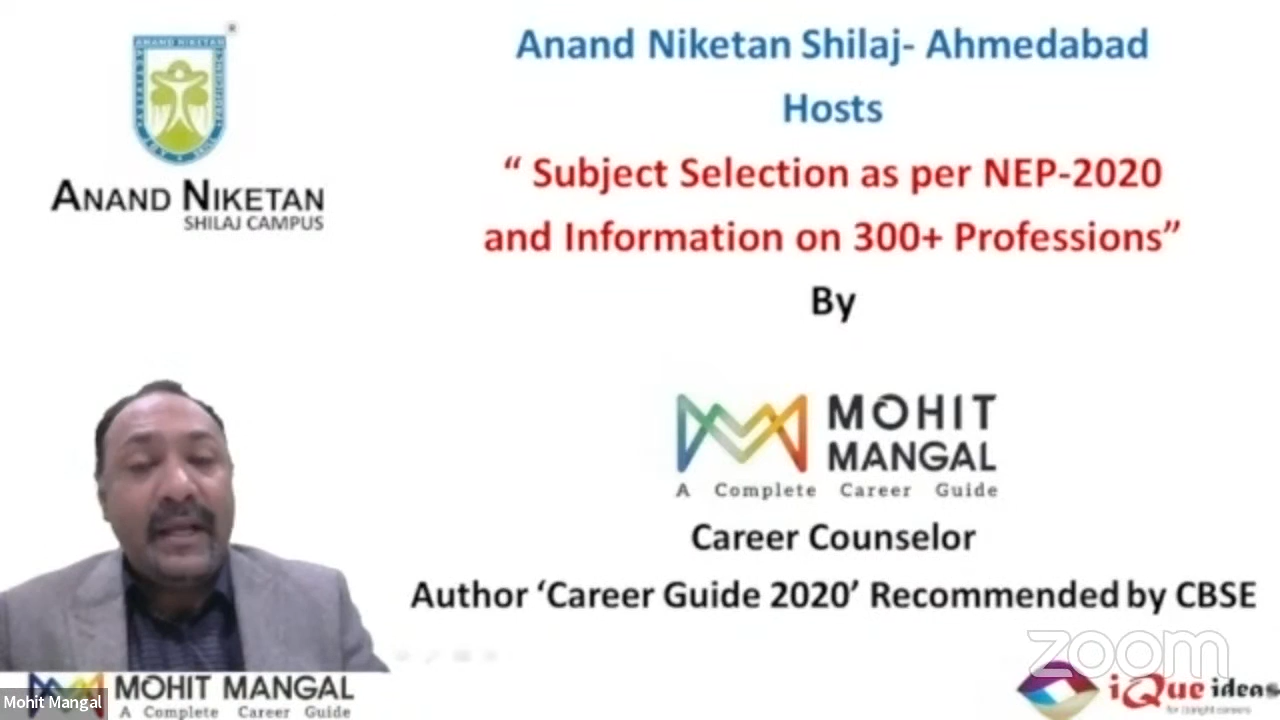 ANAND NIKETAN
ANAND NIKETAN
SHILAJ CAMPUS
Anand Niketan Shilaj- Ahmedabad
Hosts
“ Subject Selection as per NEP-2020
and Information on 300+ Professions”
By
MOHIT
MANGAL
A Complete Career Guide
Career Counselor
Author ‘Career Guide 2020’ Recommended by CBSE
zoom
MOHIT MANGAL
A Complete Career Guide
Mohit Mangal
iQue ideas